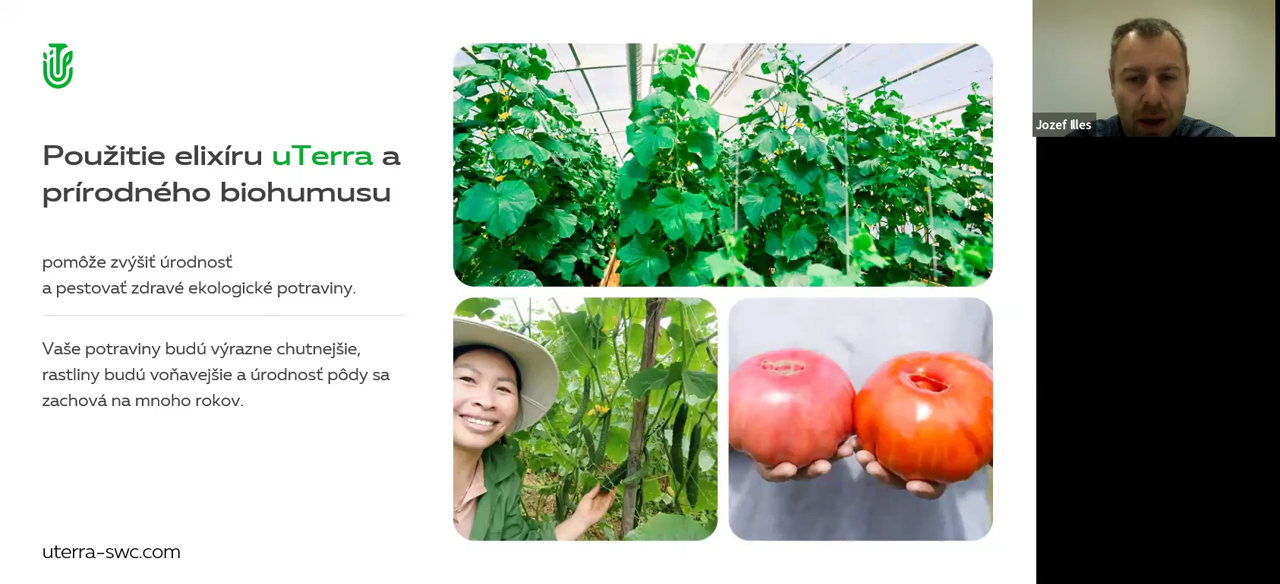 Použitie elixíru uTerra a
prírodného biohumusu
pomôže zvýšiť úrodnosť
a pestovať zdravé ekologické potraviny.
Vaše potraviny budú výrazne chutnejšie,
rastliny budú voňavejšie a úrodnosť pôdy sa
zachová na mnoho rokov.
uterra-swc.com
Jozef Illes